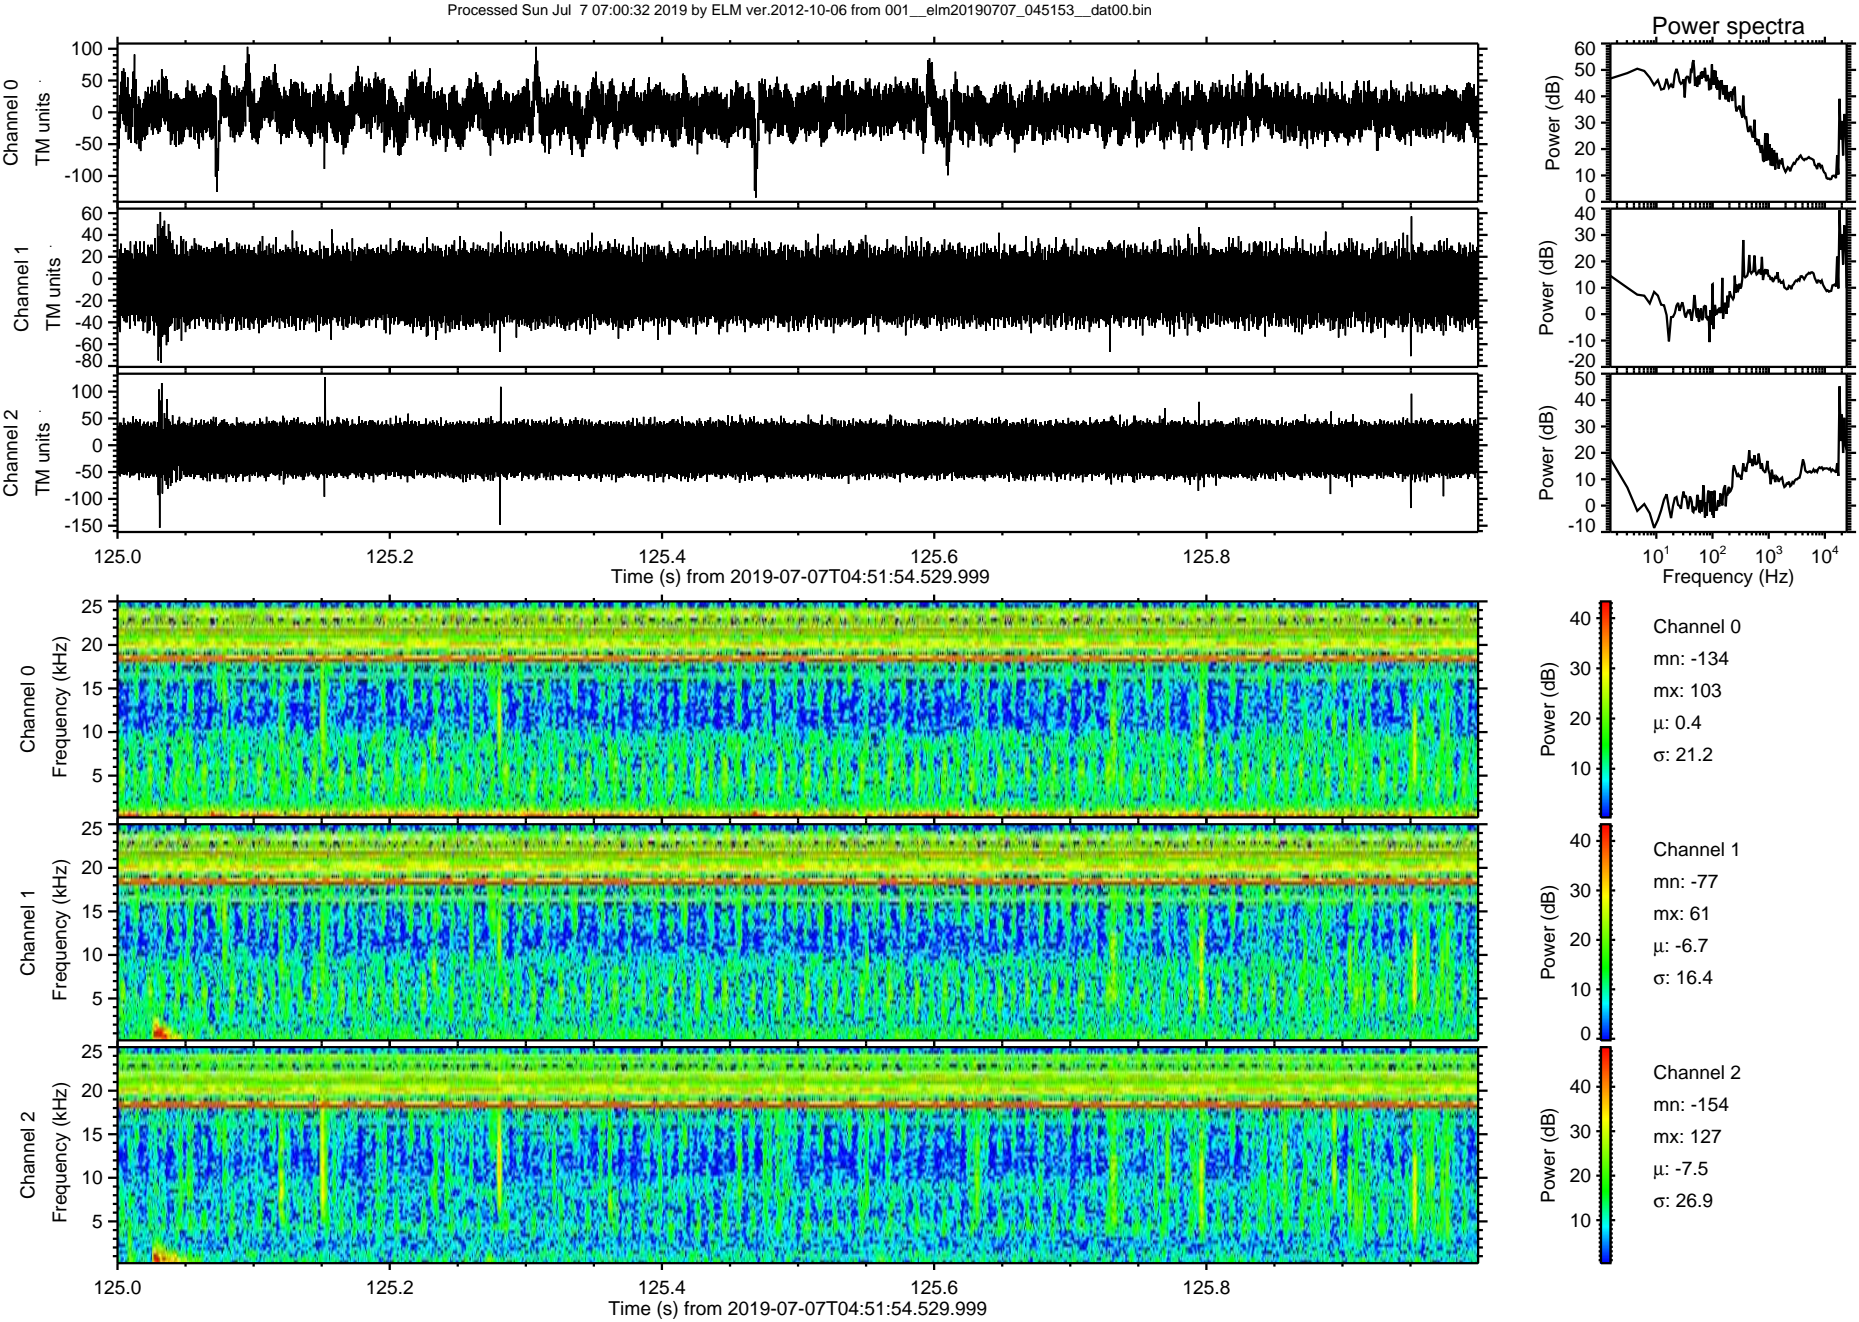 Processed Sun Jul  7 07:00:32 2019 by ELM ver.2012-10-06 from 001__elm20190707_045153__dat00.bin
Power spectra
Channel 0
TM units
100
50
0
-50
-100
Power (dB)
60
50
40
30
20
10
0
Channel 1
TM units
60
40
20
0
-20
-40
-60
-80
Power (dB)
40
30
20
10
0
-10
-20
Channel 2
TM units
100
50
0
-50
-100
-150
Power (dB)
50
40
30
20
10
0
-10
125.0 125.2 125.4 125.6 125.8
Time (s) from 2019-07-07T04:51:54.529.999
10¹ 10² 10³ 10⁴
Frequency (Hz)
Channel 0
Frequency (kHz)
25
20
15
10
5
Power (dB)
40
30
20
10
Channel 0
mn: -134
mx: 103
μ: 0.4
σ: 21.2
Channel 1
Frequency (kHz)
25
20
15
10
5
Power (dB)
40
30
20
10
0
Channel 1
mn: -77
mx: 61
μ: -6.7
σ: 16.4
Channel 2
Frequency (kHz)
25
20
15
10
5
Power (dB)
40
30
20
10
Channel 2
mn: -154
mx: 127
μ: -7.5
σ: 26.9
125.0 125.2 125.4 125.6 125.8
Time (s) from 2019-07-07T04:51:54.529.999